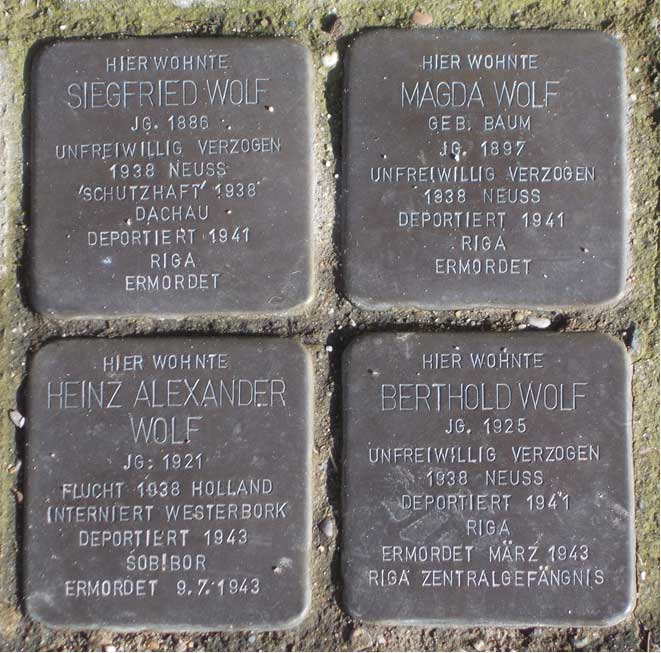 HIER WOHNTE
SIEGFRIED WOLF
JG. 1886
UNFREIWILLIG VERZOGEN
1938 NEUSS
'SCHUTZHAFT' 1938
DACHAU
DEPORTIERT 1941
RIGA
ERMORDET
HIER WOHNTE
MAGDA WOLF
GEB. BAUM
JG. 1897
UNFREIWILLIG VERZOGEN
1938 NEUSS
DEPORTIERT 1941
RIGA
ERMORDET
HIER WOHNTE
HEINZ ALEXANDER
WOLF
JG. 1921
FLUCHT 1938 HOLLAND
INTERNIERT WESTERBORK
DEPORTIERT 1943
SOBIBOR
ERMORDET 9.7.1943
HIER WOHNTE
BERTHOLD WOLF
JG. 1925
UNFREIWILLIG VERZOGEN
1938 NEUSS
DEPORTIERT 1941
RIGA
ERMORDET MÄRZ 1943
RIGA ZENTRALGEFÄNGNIS